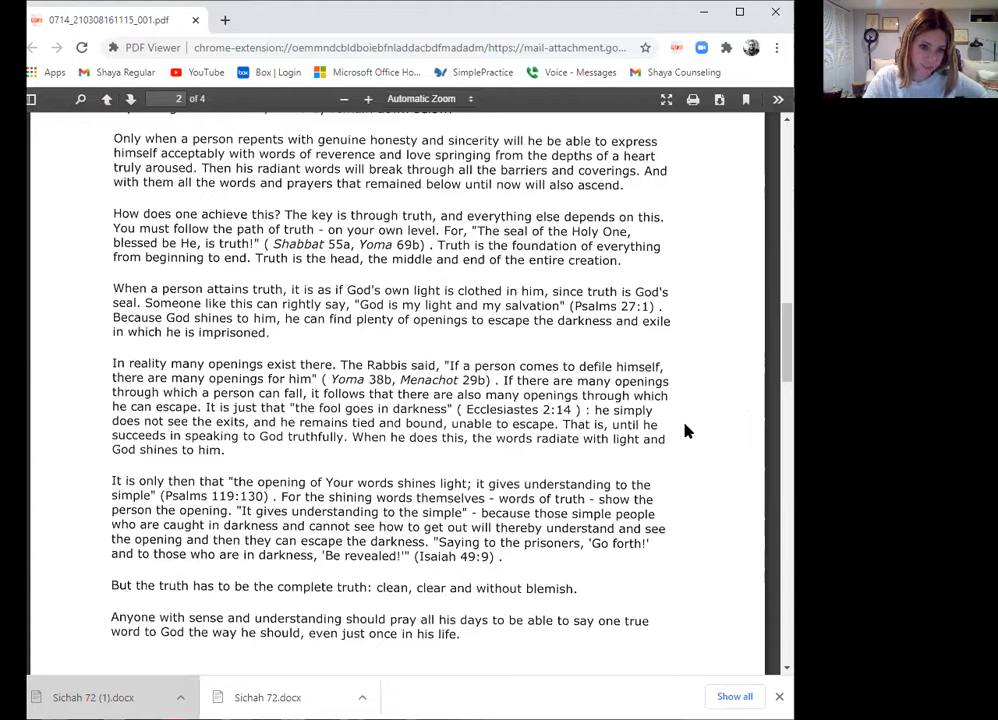 0714_210308161115_001.pdf
PDF Viewer
chrome-extension://oemmndcbldboiebfnladdacbdfmadadm/https://mail-attachment.go...
Apps
Shaya Regular
YouTube
Box | Login
Microsoft Office Ho...
SimplePractice
Voice - Messages
Shaya Counseling
2 of 4
Automatic Zoom
Only when a person repents with genuine honesty and sincerity will he be able to express
himself acceptably with words of reverence and love springing from the depths of a heart
truly aroused. Then his radiant words will break through all the barriers and coverings. And
with them all the words and prayers that remained below until now will also ascend.
How does one achieve this? The key is through truth, and everything else depends on this.
You must follow the path of truth - on your own level. For, "The seal of the Holy One,
blessed be He, is truth!" ( Shabbat 55a, Yoma 69b) . Truth is the foundation of everything
from beginning to end. Truth is the head, the middle and end of the entire creation.
When a person attains truth, it is as if God's own light is clothed in him, since truth is God's
seal. Someone like this can rightly say, "God is my light and my salvation" (Psalms 27:1) .
Because God shines to him, he can find plenty of openings to escape the darkness and exile
in which he is imprisoned.
In reality many openings exist there. The Rabbis said, "If a person comes to defile himself,
there are many openings for him" ( Yoma 38b, Menachot 29b) . If there are many openings
through which a person can fall, it follows that there are also many openings through which
he can escape. It is just that "the fool goes in darkness" ( Ecclesiastes 2:14 ) : he simply
does not see the exits, and he remains tied and bound, unable to escape. That is, until he
succeeds in speaking to God truthfully. When he does this, the words radiate with light and
God shines to him.
It is only then that "the opening of Your words shines light; it gives understanding to the
simple" (Psalms 119:130) . For the shining words themselves - words of truth - show the
person the opening. "It gives understanding to the simple" - because those simple people
who are caught in darkness and cannot see how to get out will thereby understand and see
the opening and then they can escape the darkness. "Saying to the prisoners, 'Go forth!'
and to those who are in darkness, 'Be revealed!'" (Isaiah 49:9) .
But the truth has to be the complete truth: clean, clear and without blemish.
Anyone with sense and understanding should pray all his days to be able to say one true
word to God the way he should, even just once in his life.
Sichah 72 (1).docx
Sichah 72.docx
Show all